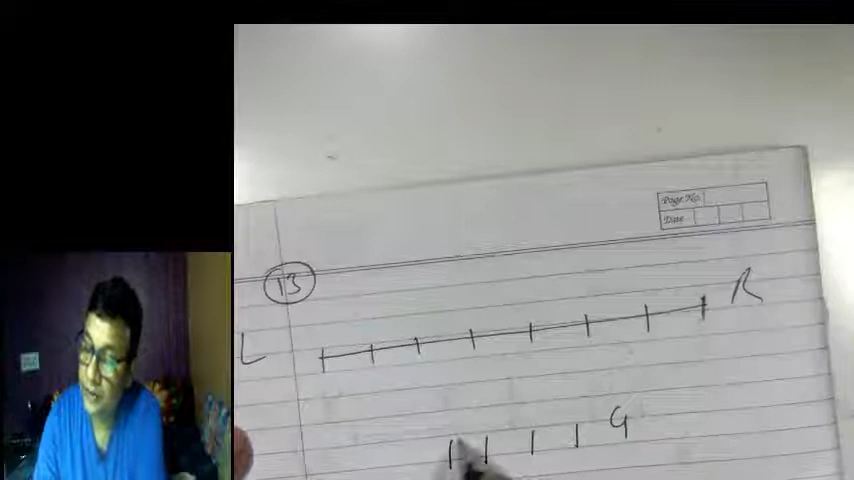 Page No.
Date
13
L R
| | | | G